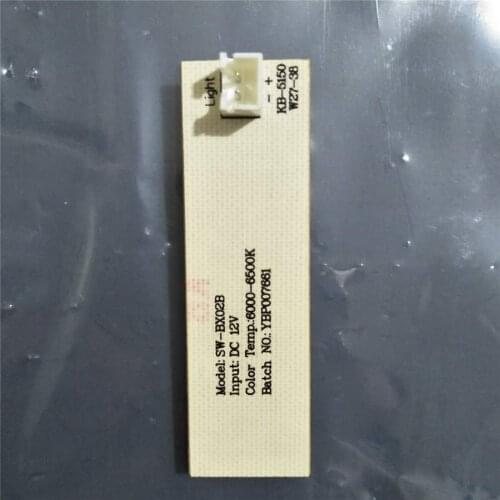 Light
- +
KB-5150
W27-38
Model: SW-BX02B
Input: DC 12V
Color Temp.:6000-6500K
Batch NO.: YBP007661